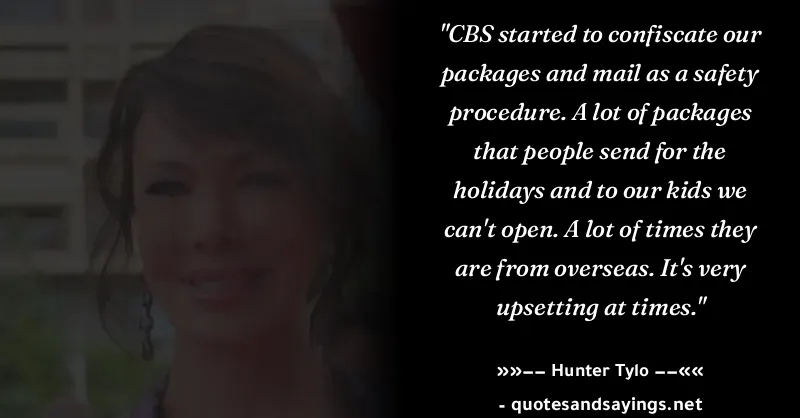 "CBS started to confiscate our
packages and mail as a safety
procedure. A lot of packages
that people send for the
holidays and to our kids we
can't open. A lot of times they
are from overseas. It's very
upsetting at times."
»»−− Hunter Tylo −−««
- quotesandsayings.net